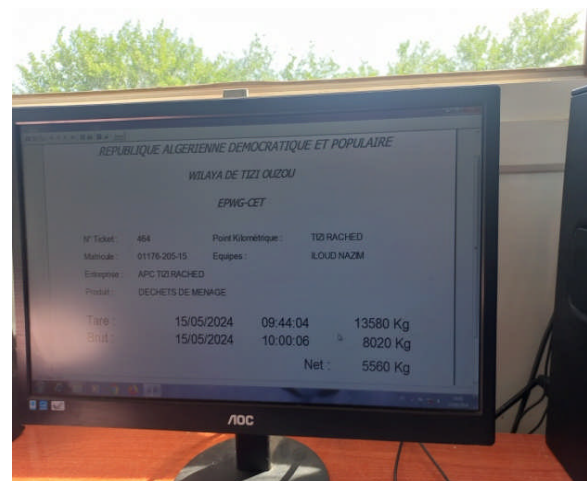 REPUBLIQUE ALGERIENNE DEMOCRATIQUE ET POPULAIRE
WILAYA DE TIZI OUZOU
EPWG-CET
N° Ticket : 464 Point Kilométrique : TIZI RACHED
Matricule : 01176-205-15 Equipes : ILOUD NAZIM
Entreprise : APC TIZI RACHED
Produit : DECHETS DE MENAGE
Tare : 15/05/2024 09:44:04 13580 Kg
Brut : 15/05/2024 10:00:06 8020 Kg
Net : 5560 Kg
AOC